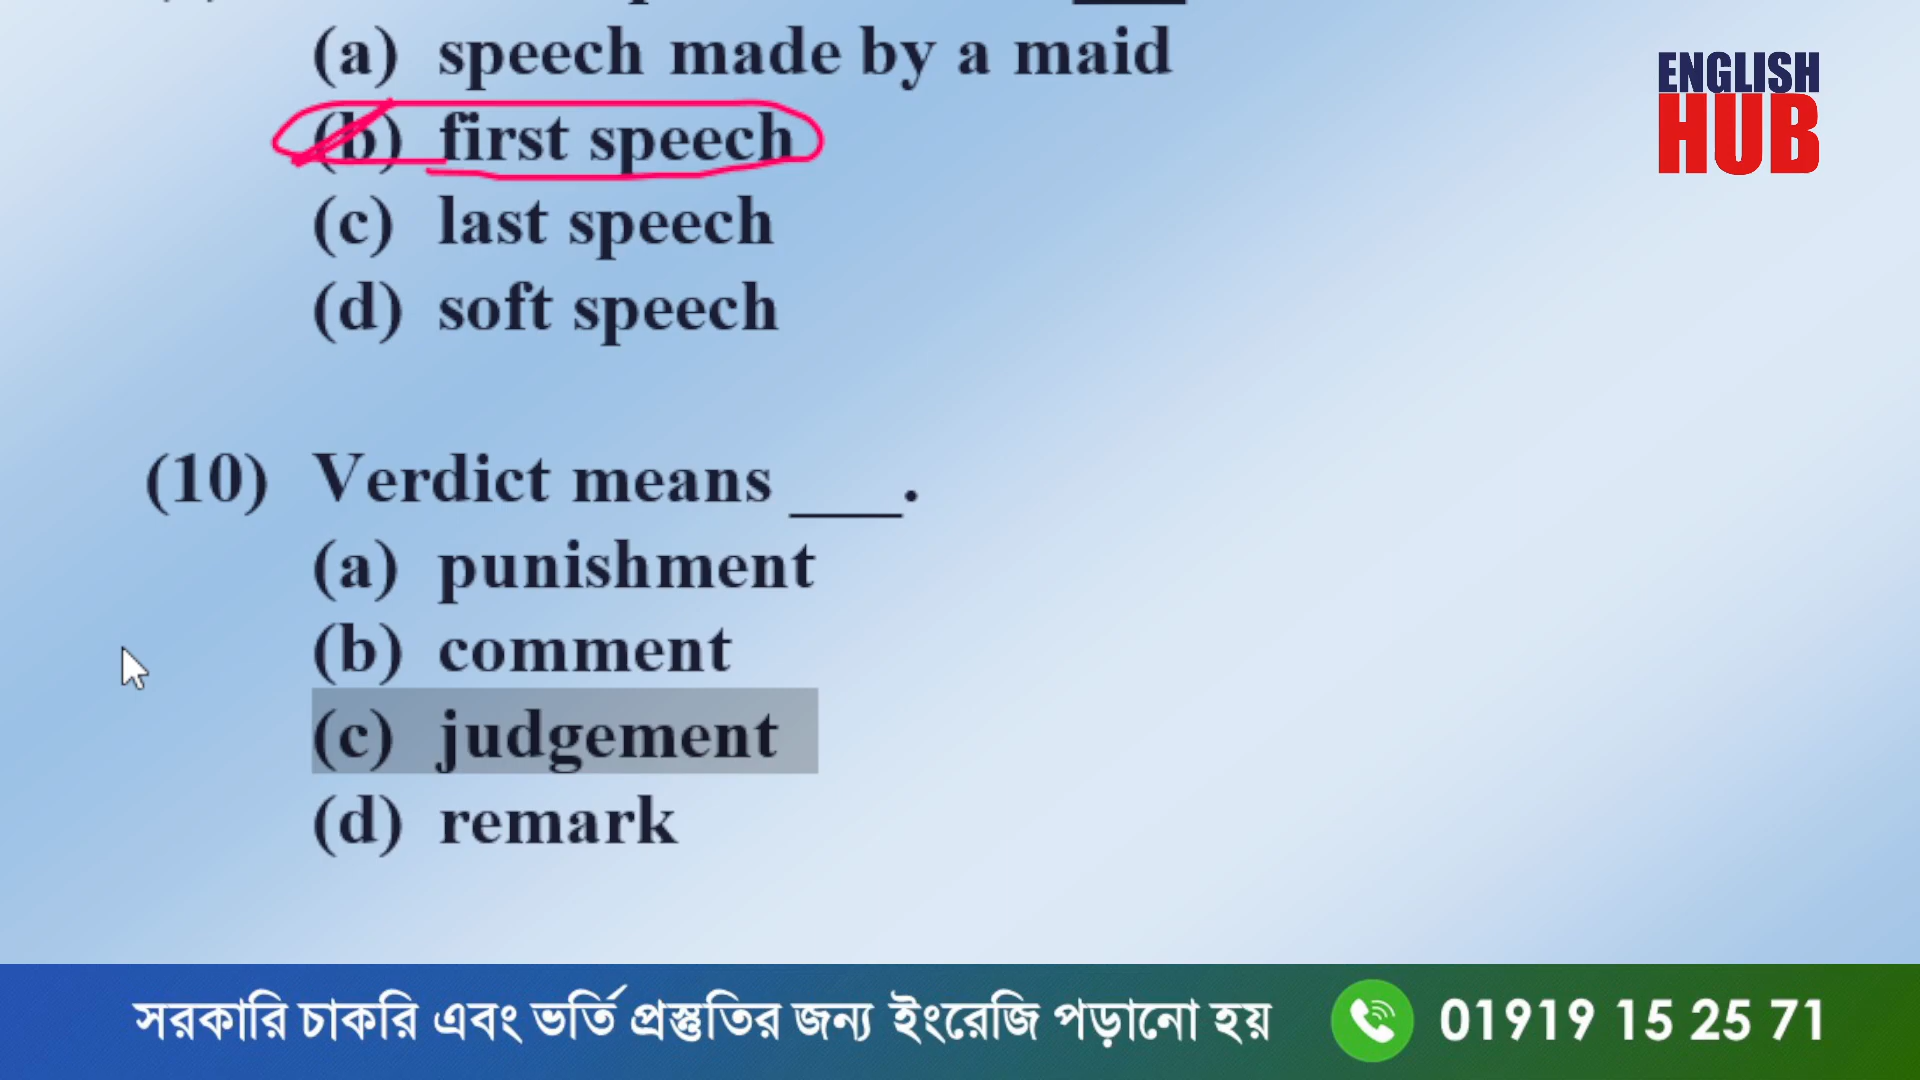 (a) speech made by a maid
(b) first speech
(c) last speech
(d) soft speech
(10) Verdict means ___.
(a) punishment
(b) comment
(c) judgement
(d) remark
ENGLISH
HUB
সরকারি চাকরি এবং ভর্তি প্রস্তুতির জন্য ইংরেজি পড়ানো হয় 01919 15 25 71